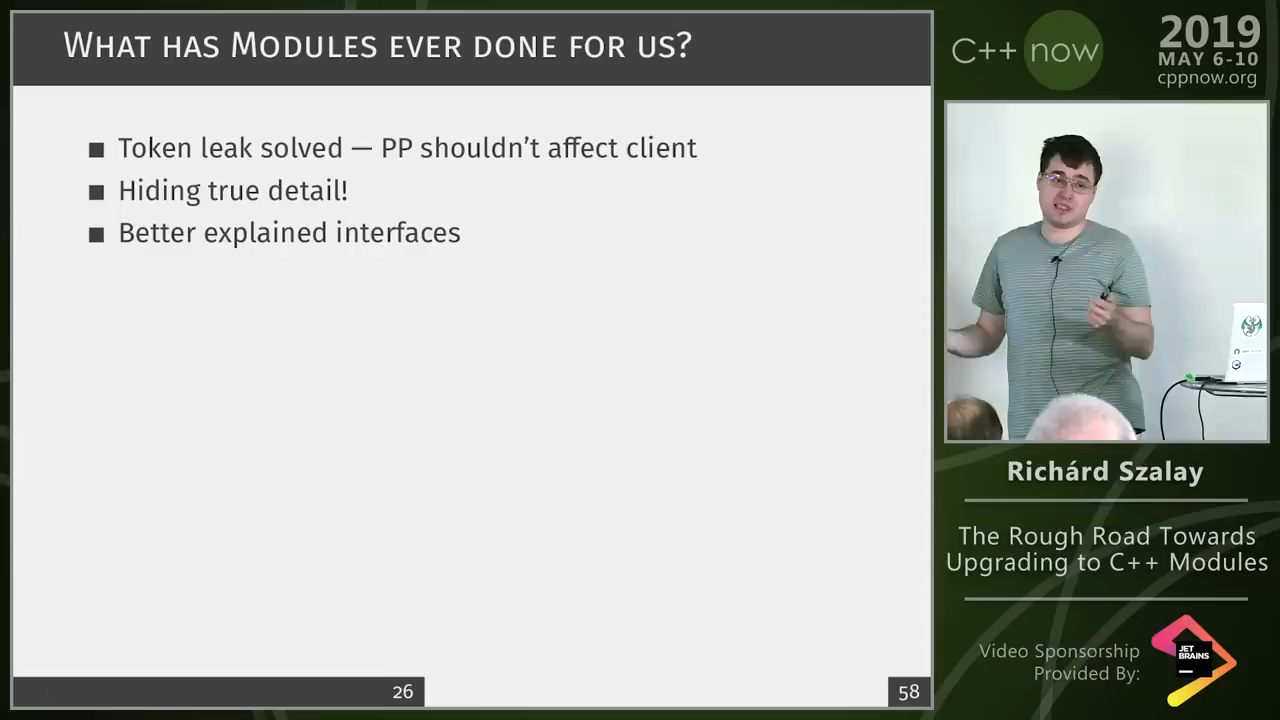 What has Modules ever done for us?
■ Token leak solved — PP shouldn't affect client
■ Hiding true detail!
■ Better explained interfaces
26
58
C++ now
2019
MAY 6-10
cppnow.org
Richárd Szalay
The Rough Road Towards
Upgrading to C++ Modules
Video Sponsorship
Provided By:
JET
BRAINS